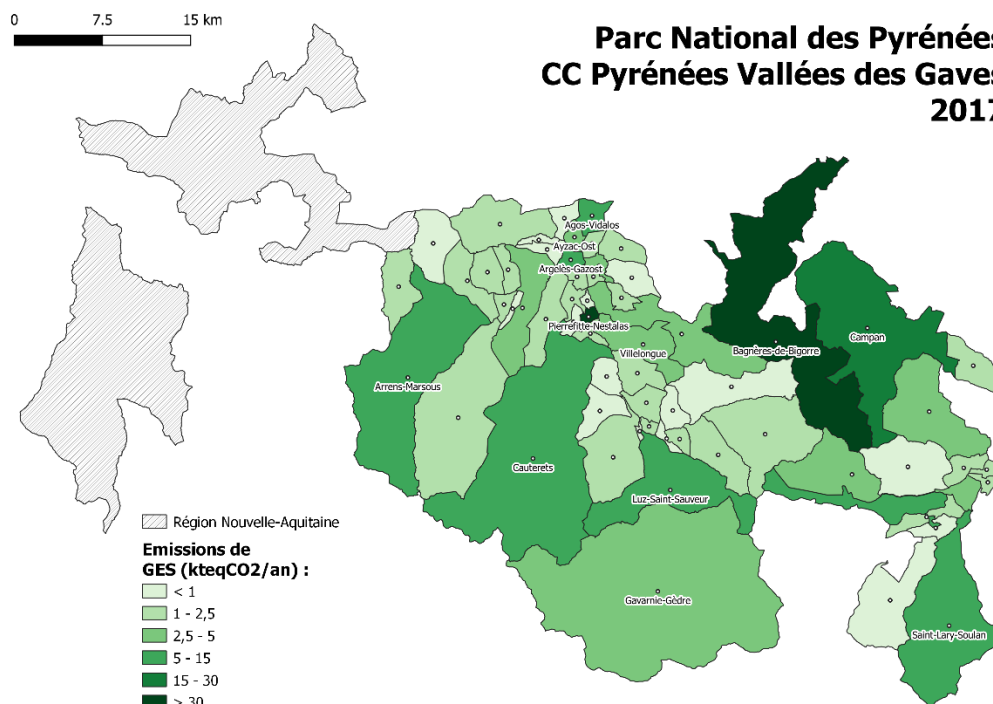 0 7.5 15 km
Parc National des Pyrénées
CC Pyrénées Vallées des Gaves
2017
Agos-Vidalos
Ayzac-Ost
Argelès-Gazost
Pierrefitte-Nestalas
Villelongue
Bagnères-de-Bigorre
Campan
Arrens-Marsous
Cauterets
Luz-Saint-Sauveur
Gavarnie-Gèdre
Saint-Lary-Soulan
Région Nouvelle-Aquitaine
Emissions de
GES (kteqCO2/an) :
< 1
1 - 2,5
2,5 - 5
5 - 15
15 - 30
> 30